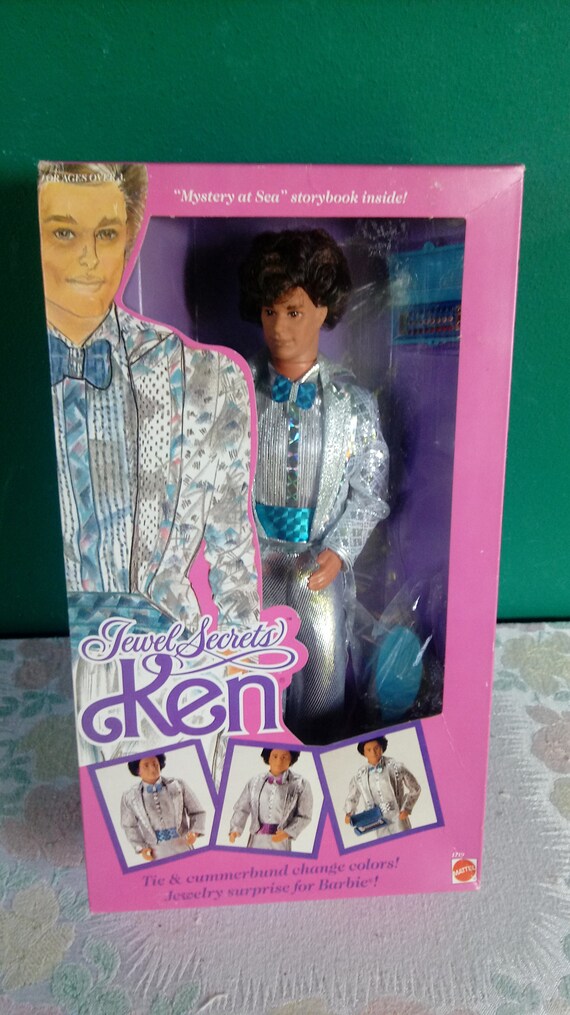 FOR AGES OVER 3.
“Mystery at Sea” storybook inside!
Jewel Secrets
Ken®
Tie & cummerbund change colors!
Jewelry surprise for Barbie®!
1719
MATTEL